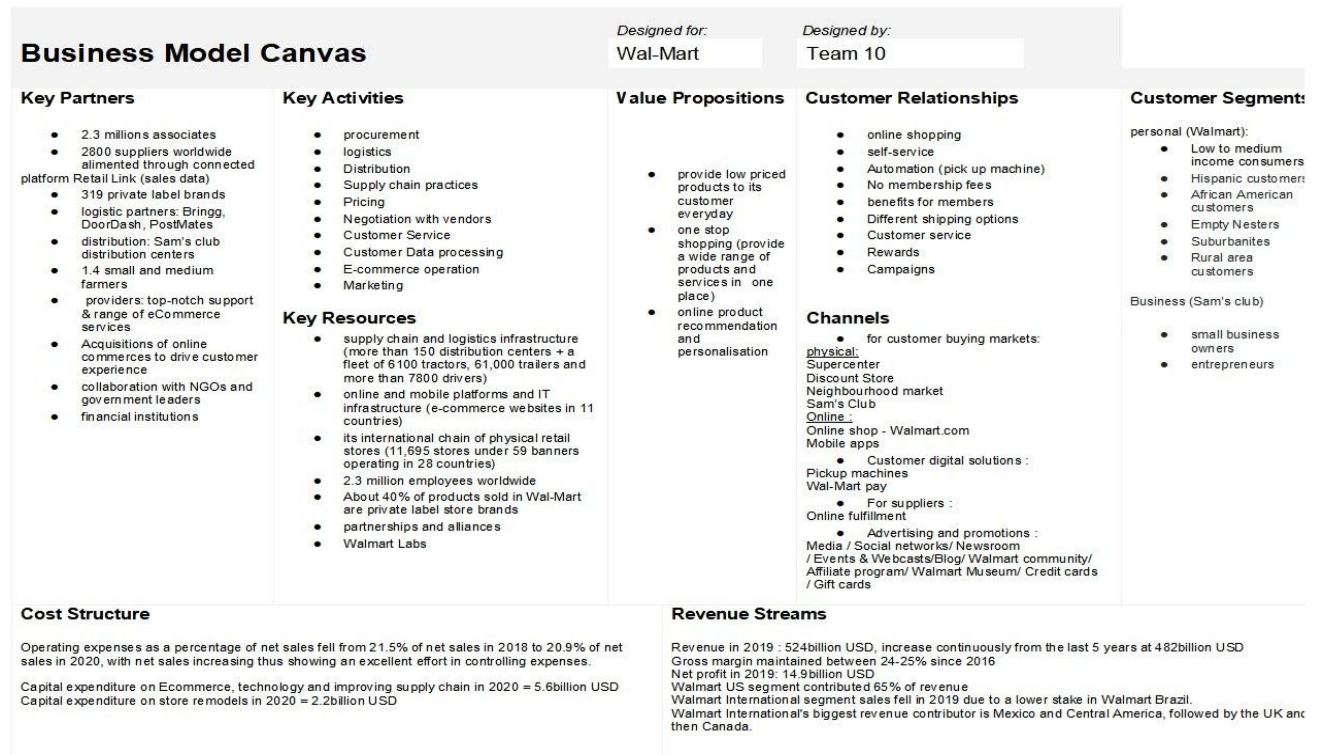 Business Model Canvas
Designed for:
Wal-Mart
Designed by:
Team 10
Key Partners
● 2.3 millions associates
● 2800 suppliers worldwide
alimented through connected
platform Retail Link (sales data)
● 319 private label brands
● logistic partners: Bringg,
DoorDash, PostMates
● distribution: Sam's club
distribution centers
● 1.4 small and medium
farmers
● providers: top-notch support
& range of eCommerce
services
● Acquisitions of online
commerces to drive customer
experience
● collaboration with NGOs and
government leaders
● financial institutions
Key Activities
● procurement
● logistics
● Distribution
● Supply chain practices
● Pricing
● Negotiation with vendors
● Customer Service
● Customer Data processing
● E-commerce operation
● Marketing
Key Resources
● supply chain and logistics infrastructure
(more than 150 distribution centers + a
fleet of 6100 tractors, 61,000 trailers and
more than 7800 drivers)
● online and mobile platforms and IT
infrastructure (e-commerce websites in 11
countries)
● its international chain of physical retail
stores (11,695 stores under 59 banners
operating in 28 countries)
● 2.3 million employees worldwide
● About 40% of products sold in Wal-Mart
are private label store brands
● partnerships and alliances
● Walmart Labs
Value Propositions
● provide low priced
products to its
customer
everyday
● one stop
shopping (provide
a wide range of
products and
services in one
place)
● online product
recommendation
and
personalisation
Customer Relationships
● online shopping
● self-service
● Automation (pick up machine)
● No membership fees
● benefits for members
● Different shipping options
● Customer service
● Rewards
● Campaigns
Channels
● for customer buying markets:
physical:
Supercenter
Discount Store
Neighbourhood market
Sam's Club
Online :
Online shop - Walmart.com
Mobile apps
● Customer digital solutions :
Pickup machines
Wal-Mart pay
● For suppliers :
Online fulfillment
● Advertising and promotions :
Media / Social networks/ Newsroom
/ Events & Webcasts/Blog/ Walmart community/
Affiliate program/ Walmart Museum/ Credit cards
/ Gift cards
Customer Segments
personal (Walmart):
● Low to medium
income consumers
● Hispanic customers
● African American
customers
● Empty Nesters
● Suburbanites
● Rural area
customers
Business (Sam's club)
● small business
owners
● entrepreneurs
Cost Structure
Operating expenses as a percentage of net sales fell from 21.5% of net sales in 2018 to 20.9% of net
sales in 2020, with net sales increasing thus showing an excellent effort in controlling expenses.
Capital expenditure on Ecommerce, technology and improving supply chain in 2020 = 5.6billion USD
Capital expenditure on store remodels in 2020 = 2.2billion USD
Revenue Streams
Revenue in 2019 : 524billion USD, increase continuously from the last 5 years at 482billion USD
Gross margin maintained between 24-25% since 2016
Net profit in 2019: 14.9billion USD
Walmart US segment contributed 65% of revenue
Walmart International segment sales fell in 2019 due to a lower stake in Walmart Brazil.
Walmart International's biggest revenue contributor is Mexico and Central America, followed by the UK and
then Canada.